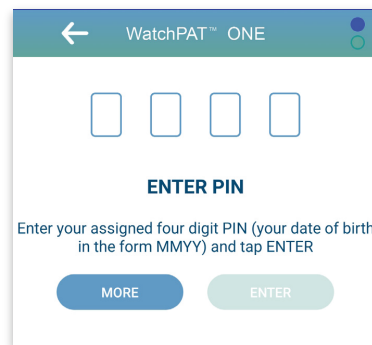 WatchPAT™ ONE
ENTER PIN
Enter your assigned four digit PIN (your date of birth
in the form MMYY) and tap ENTER
MORE ENTER